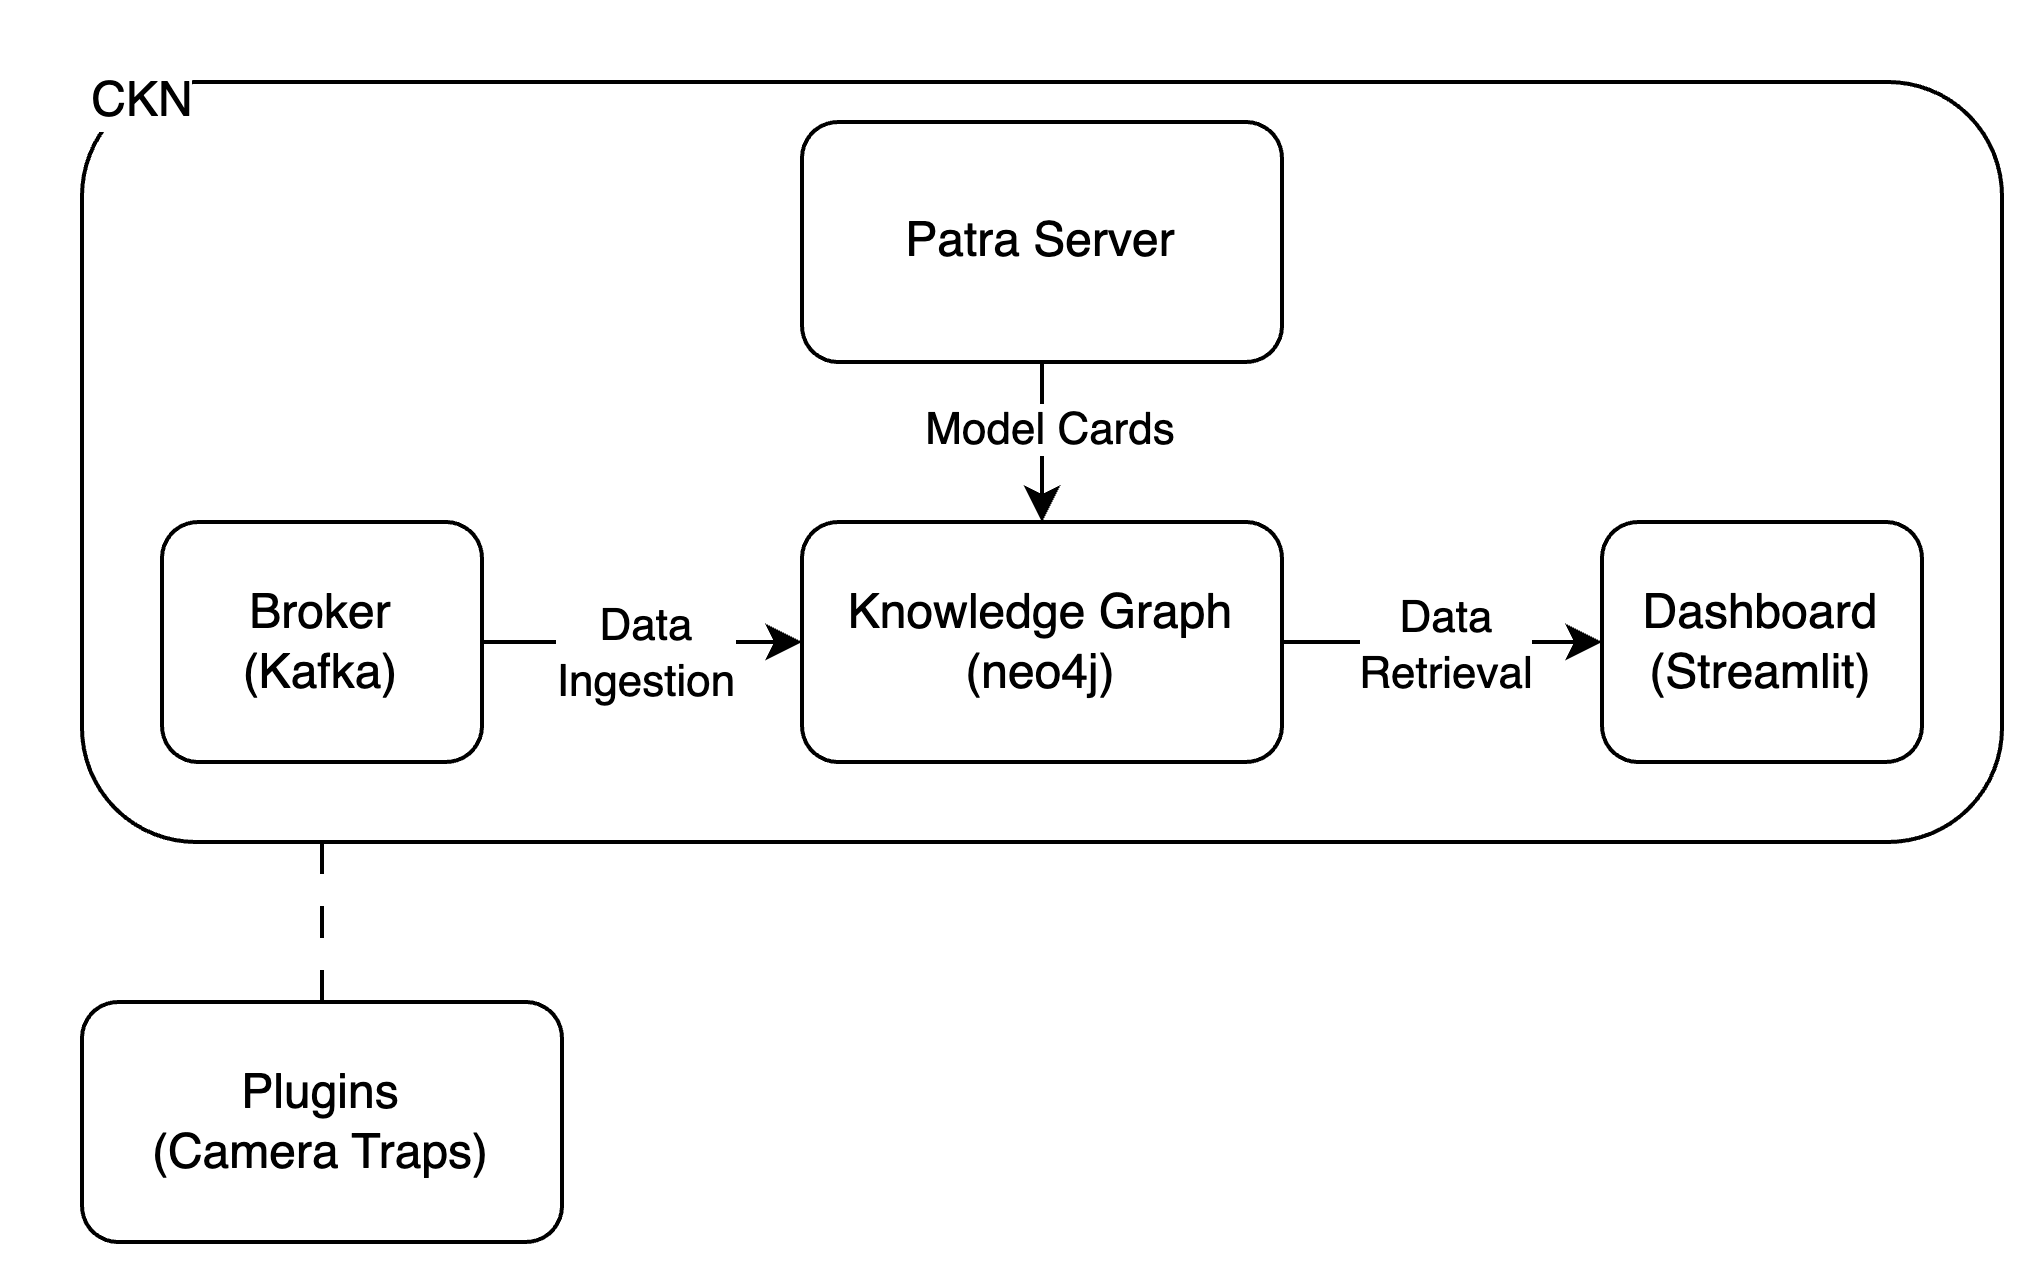 CKN
Patra Server
Model Cards
Broker
(Kafka)
Data
Ingestion
Knowledge Graph
(neo4j)
Data
Retrieval
Dashboard
(Streamlit)
Plugins
(Camera Traps)